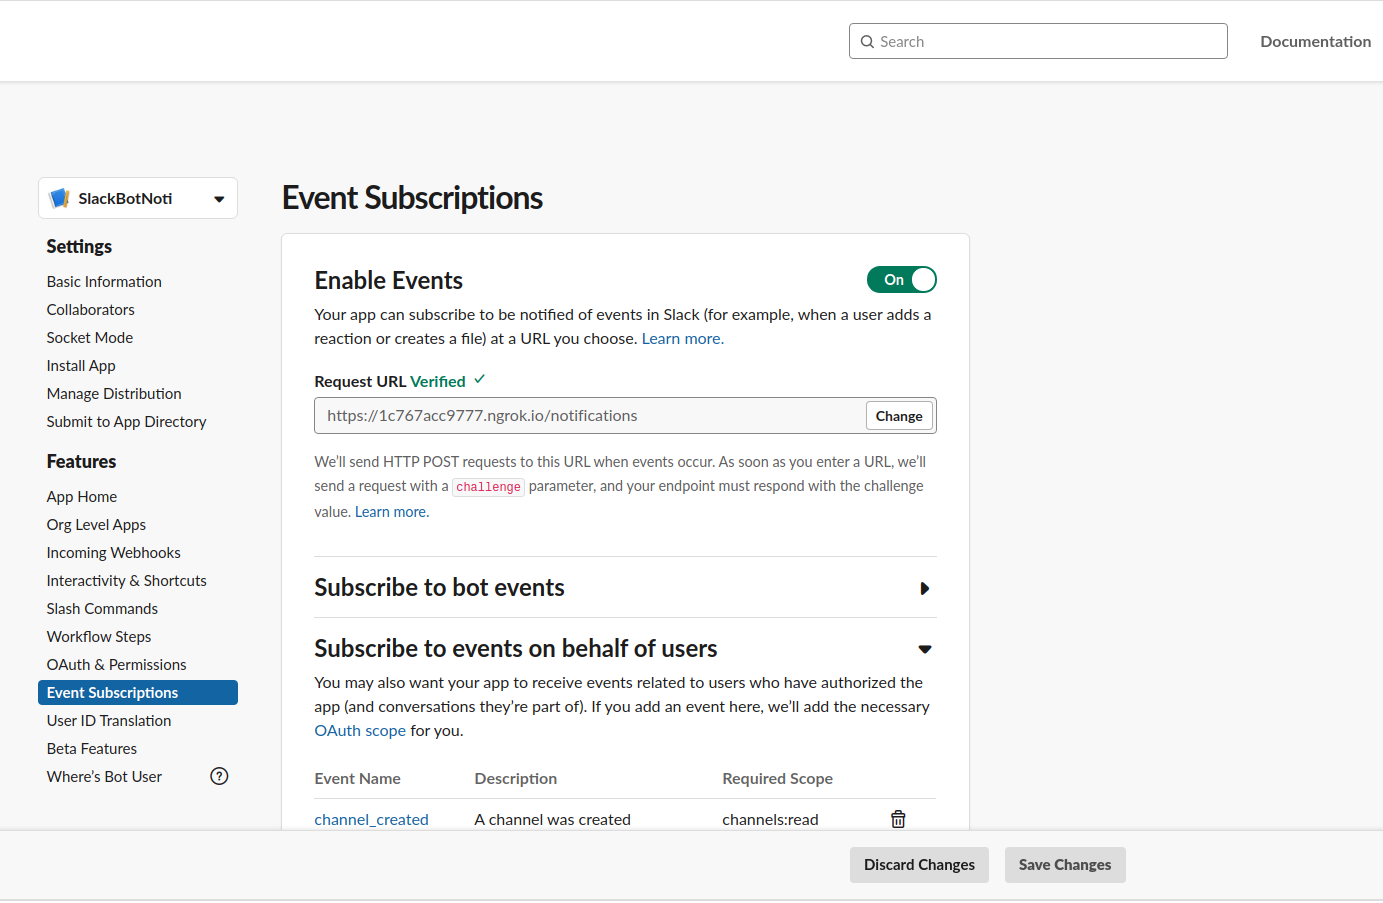 Search
Documentation
SlackBotNoti
Settings
Basic Information
Collaborators
Socket Mode
Install App
Manage Distribution
Submit to App Directory
Features
App Home
Org Level Apps
Incoming Webhooks
Interactivity & Shortcuts
Slash Commands
Workflow Steps
OAuth & Permissions
Event Subscriptions
User ID Translation
Beta Features
Where’s Bot User
?
Event Subscriptions
Enable Events
On
Your app can subscribe to be notified of events in Slack (for example, when a user adds a
reaction or creates a file) at a URL you choose. Learn more.
Request URL Verified ✓
https://1c767acc9777.ngrok.io/notifications
Change
We’ll send HTTP POST requests to this URL when events occur. As soon as you enter a URL, we’ll
send a request with a challenge parameter, and your endpoint must respond with the challenge
value. Learn more.
Subscribe to bot events
Subscribe to events on behalf of users
You may also want your app to receive events related to users who have authorized the
app (and conversations they’re part of). If you add an event here, we’ll add the necessary
OAuth scope for you.
Event Name Description Required Scope
channel_created A channel was created channels:read
Discard Changes
Save Changes